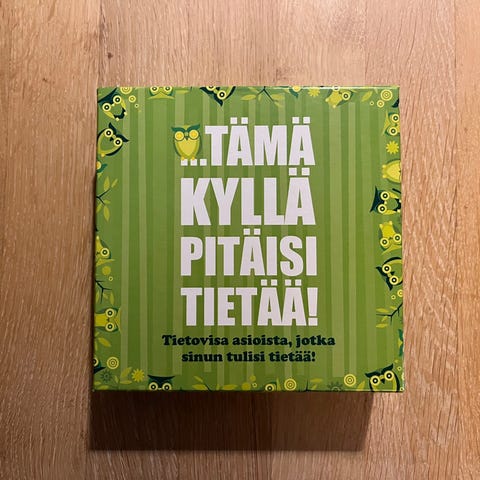 ...TÄMÄ
KYLLÄ
PITÄISI
TIETÄÄ!
Tietovisa asioista, jotka
sinun tulisi tietää!